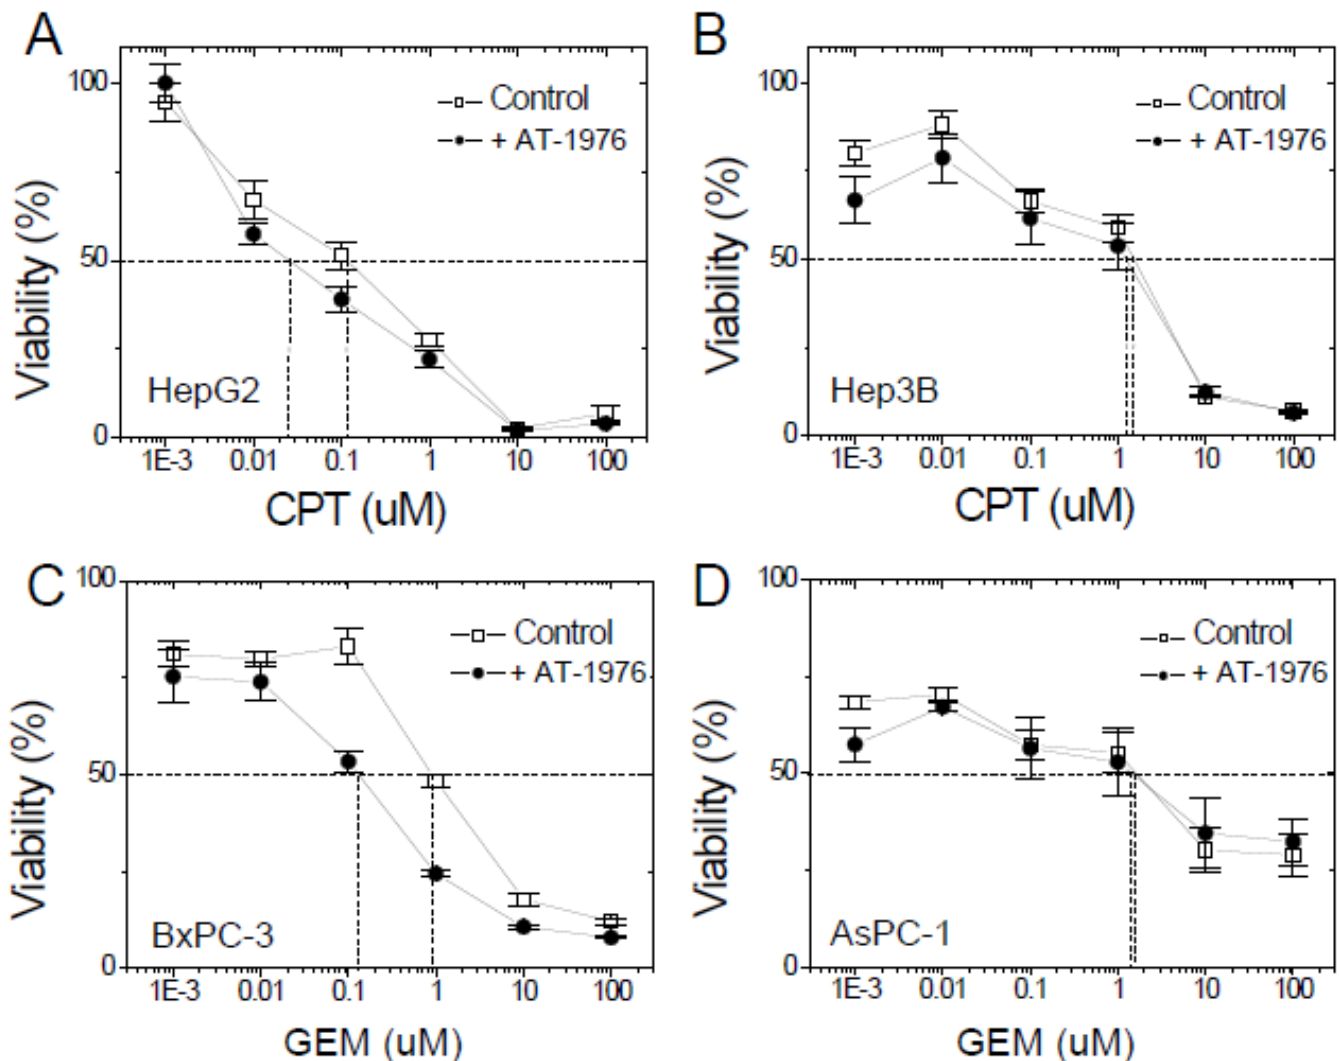 A
B
100
Control
+ AT-1976
50
0
Viability (%)
HepG2
1E-3 0.01 0.1 1 10 100
CPT (uM)
100
Control
+ AT-1976
50
0
Viability (%)
Hep3B
1E-3 0.01 0.1 1 10 100
CPT (uM)
C
100
Control
+ AT-1976
50
0
Viability (%)
BxPC-3
1E-3 0.01 0.1 1 10 100
GEM (uM)
D
100
Control
+ AT-1976
50
0
Viability (%)
AsPC-1
1E-3 0.01 0.1 1 10 100
GEM (uM)